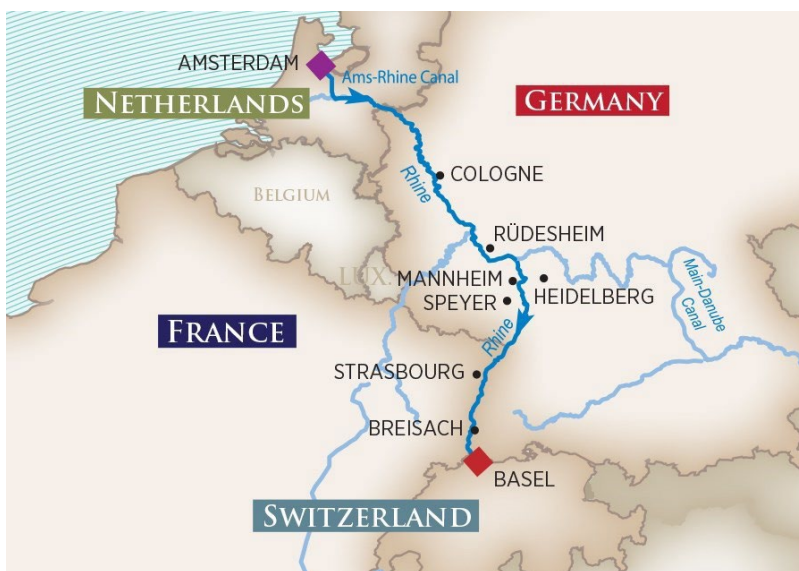 AMSTERDAM
Ams-Rhine Canal
NETHERLANDS
GERMANY
Rhine
COLOGNE
BELGIUM
RÜDESHEIM
LUX.
MANNHEIM
HEIDELBERG
SPEYER
Main-Danube
Canal
FRANCE
Rhine
STRASBOURG
BREISACH
BASEL
SWITZERLAND